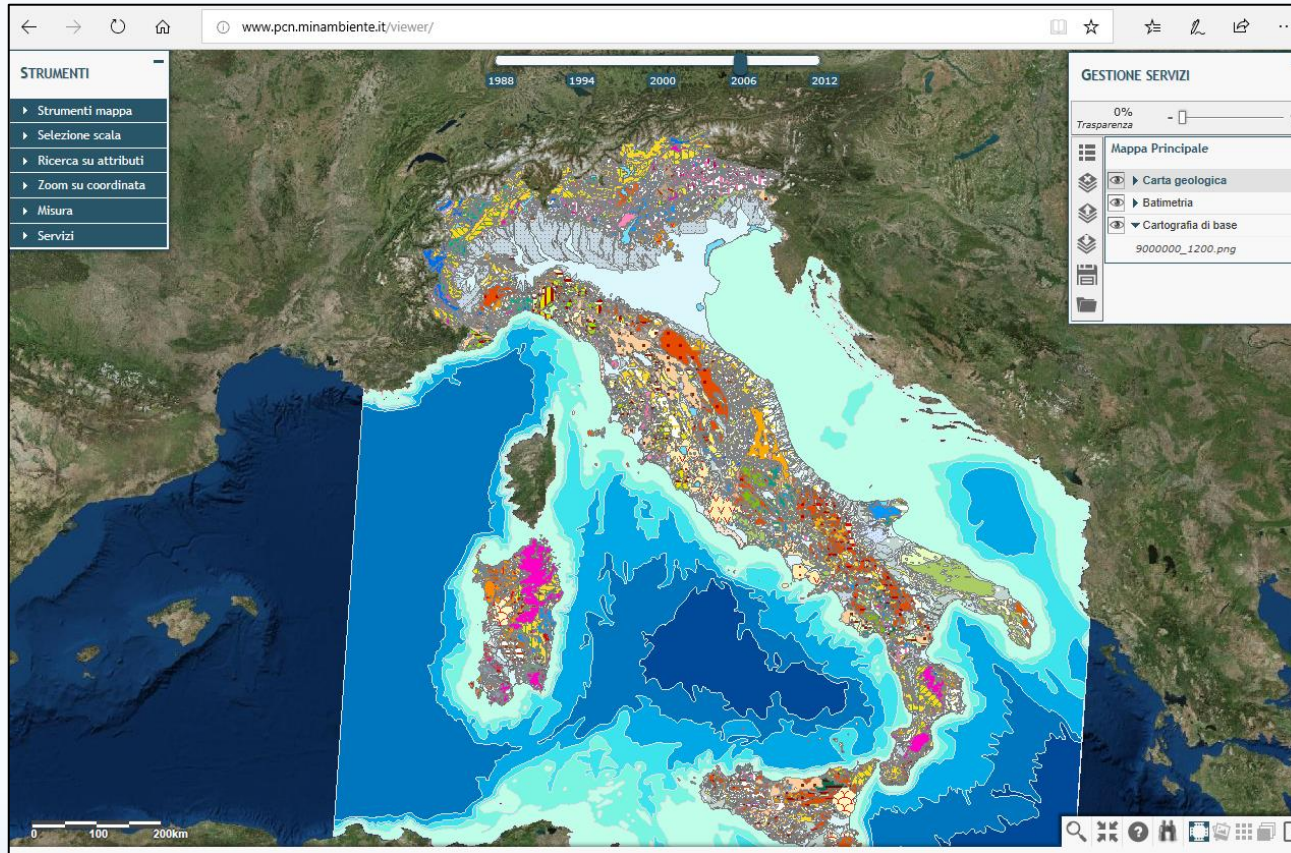 www.pcn.minambiente.it/viewer/
STRUMENTI
Strumenti mappa
Selezione scala
Ricerca su attributi
Zoom su coordinata
Misura
Servizi
1988 1994 2000 2006 2012
GESTIONE SERVIZI
0%
Trasparenza
Mappa Principale
Carta geologica
Batimetria
Cartografia di base
9000000_1200.png
0 100 200km